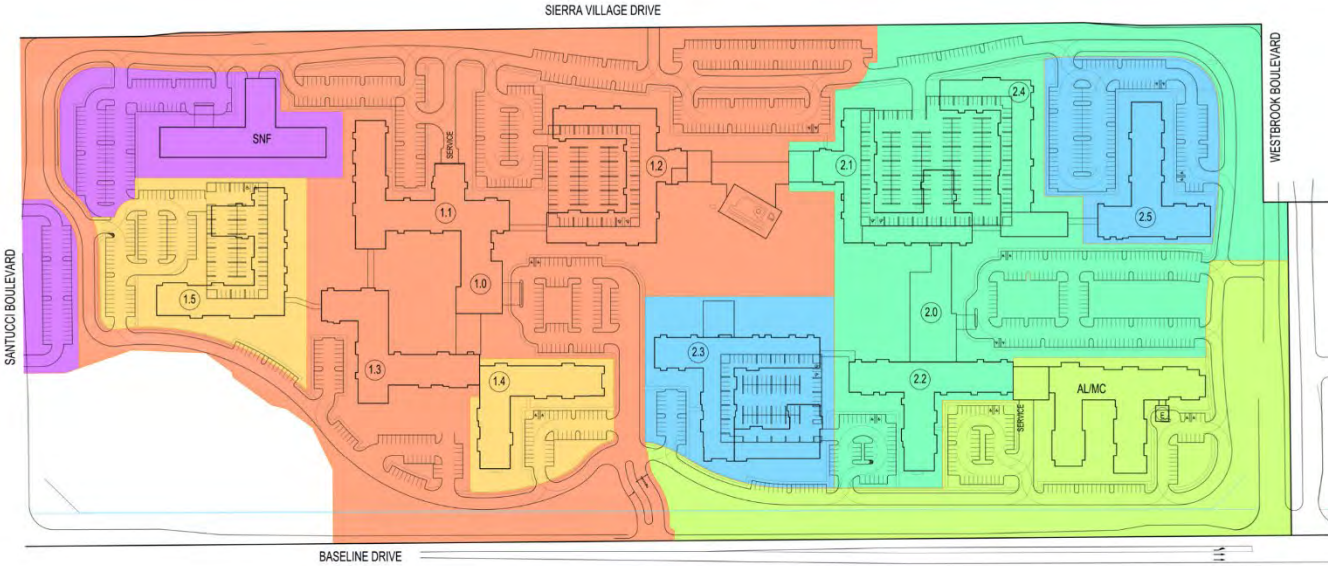 SIERRA VILLAGE DRIVE
WESTBROOK BOULEVARD
SANTUCCI BOULEVARD
SNF
SERVICE
1.2
2.1
2.4
2.5
1.1
1.0
1.5
1.3
1.4
2.0
2.3
2.2
AL/MC
SERVICE
BASELINE DRIVE